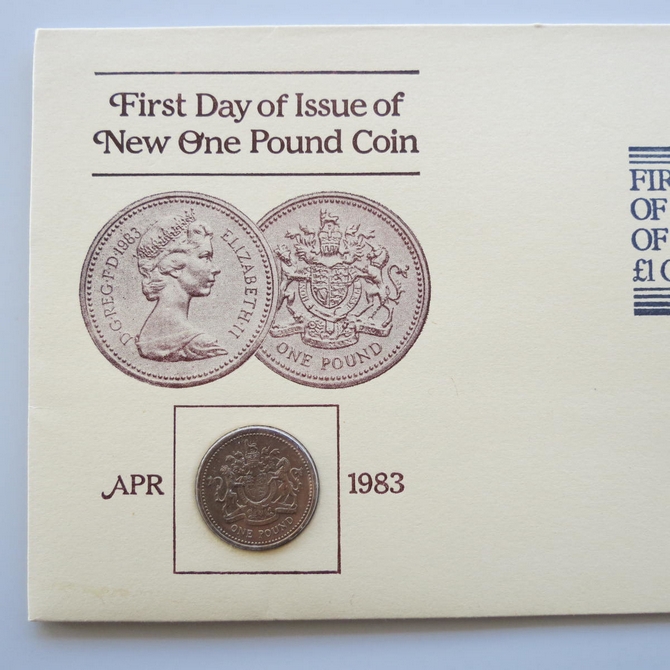 First Day of Issue of
New One Pound Coin
D·G·REG·F·D·1983
ELIZABETH·II
ONE POUND
APR
1983
ONE POUND
OF
OF
£1